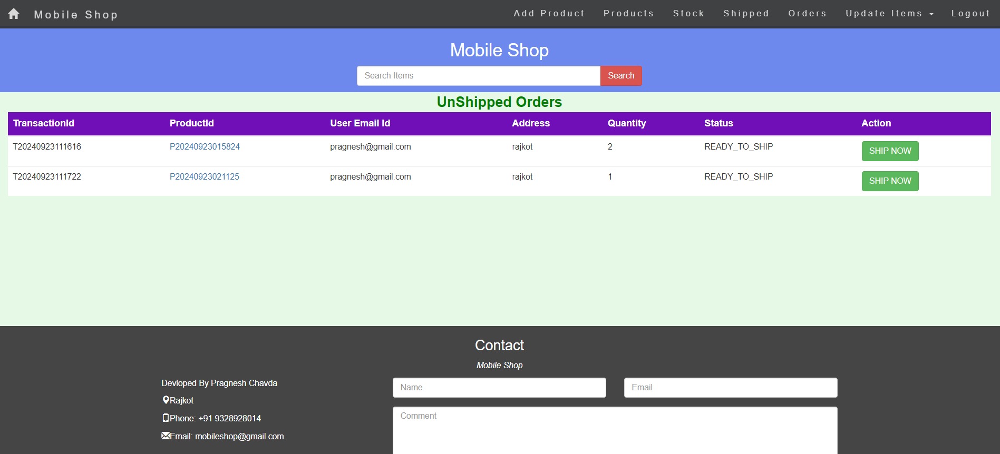 Mobile Shop Add Product Products Stock Shipped Orders Update Items Logout
Mobile Shop
Search Items Search
UnShipped Orders
TransactionId ProductId User Email Id Address Quantity Status Action
T20240923111616 P20240923015824 pragnesh@gmail.com rajkot 2 READY_TO_SHIP SHIP NOW
T20240923111722 P20240923021125 pragnesh@gmail.com rajkot 1 READY_TO_SHIP SHIP NOW
Contact
Mobile Shop
Devloped By Pragnesh Chavda
Rajkot
Phone: +91 9328928014
Email: mobileshop@gmail.com
Name Email
Comment